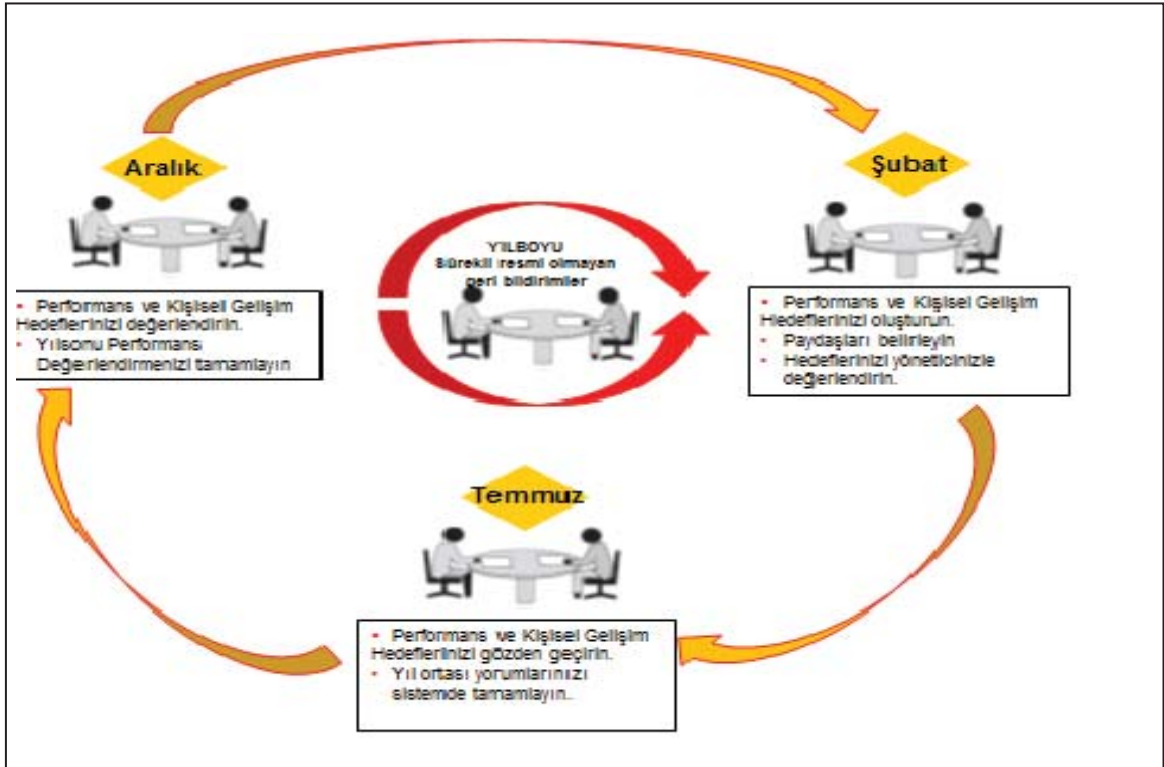 Aralık
Şubat
YILBOYU
Sürekli resmi olmayan
geri bildirimler
• Performans ve Kişisel Gelişim
Hedeflerinizi değerlendirin.
• Yılsonu Performans
Değerlendirmenizi tamamlayın
• Performans ve Kişisel Gelişim
Hedeflerinizi oluşturun.
• Paydaşları belirleyin
• Hedeflerinizi yöneticinizle
değerlendirin.
Temmuz
• Performans ve Kişisel Gelişim
Hedeflerinizi gözden geçirin.
• Yıl ortası yorumlarınızı
sistemde tamamlayın..